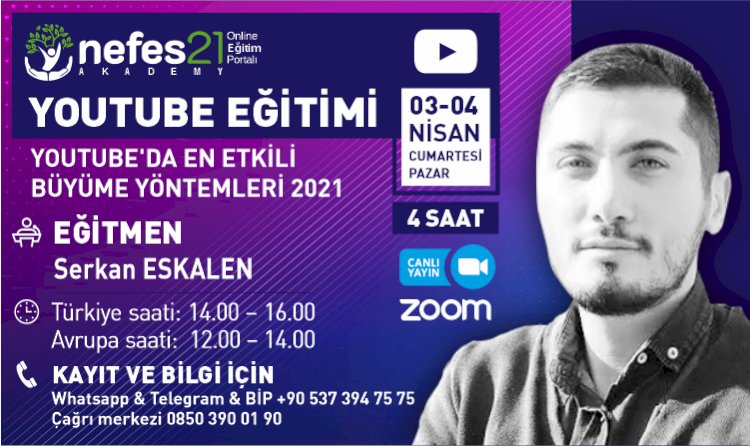 nefes21
AKADEMY
Online
Eğitim
Portalı
YOUTUBE EĞİTİMİ
YOUTUBE'DA EN ETKİLİ
BÜYÜME YÖNTEMLERİ 2021
03-04
NİSAN
CUMARTESİ
PAZAR
4 SAAT
EĞİTMEN
Serkan ESKALEN
CANLI
YAYIN
zoom
Türkiye saati: 14.00 – 16.00
Avrupa saati: 12.00 – 14.00
KAYIT VE BİLGİ İÇİN
Whatsapp & Telegram & BİP +90 537 394 75 75
Çağrı merkezi 0850 390 01 90